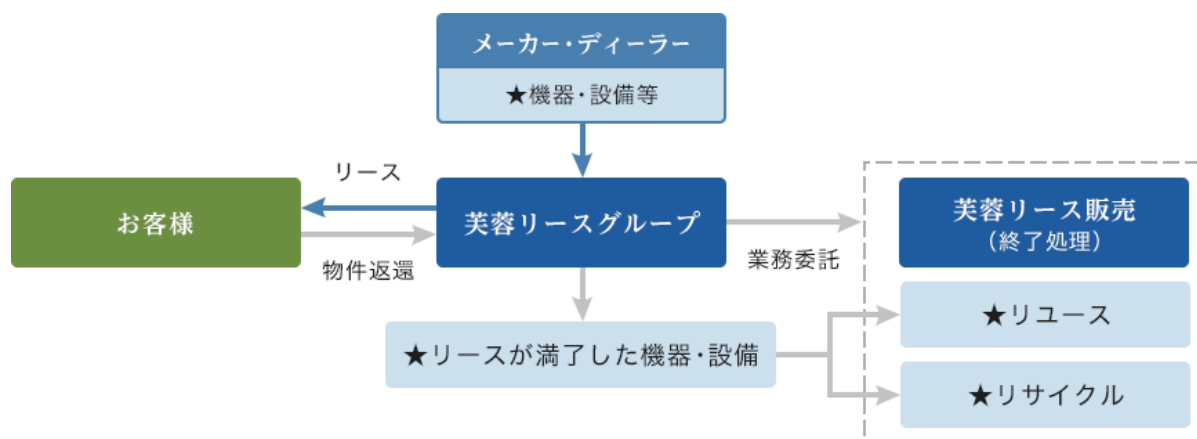 メーカー・ディーラー
★機器・設備等
リース
お客様
芙蓉リースグループ
芙蓉リース販売
（終了処理）
物件返還
業務委託
★リユース
★リースが満了した機器・設備
★リサイクル